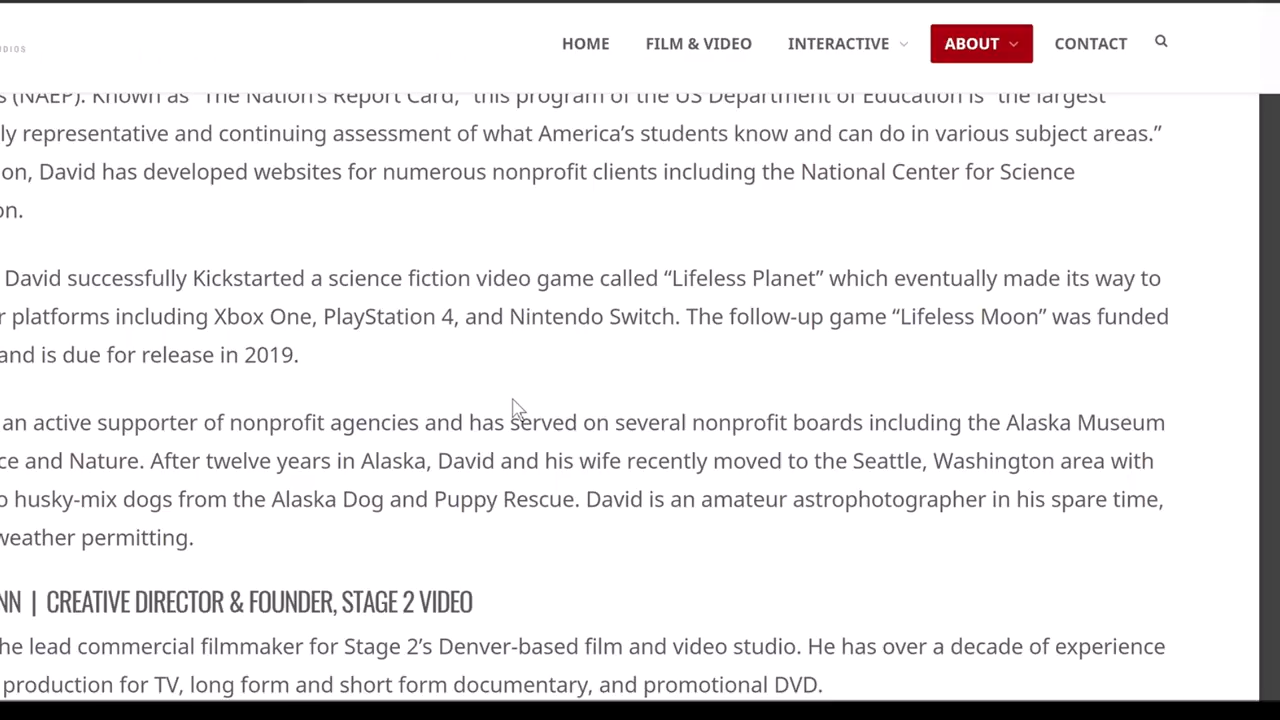 UDIOS
HOME FILM & VIDEO INTERACTIVE ABOUT CONTACT
s (NAEP). Known as “The Nation’s Report Card,” this program of the US Department of Education is “the largest
ly representative and continuing assessment of what America’s students know and can do in various subject areas.”
on, David has developed websites for numerous nonprofit clients including the National Center for Science
on.
David successfully Kickstarted a science fiction video game called “Lifeless Planet” which eventually made its way to
r platforms including Xbox One, PlayStation 4, and Nintendo Switch. The follow-up game “Lifeless Moon” was funded
and is due for release in 2019.
an active supporter of nonprofit agencies and has served on several nonprofit boards including the Alaska Museum
ce and Nature. After twelve years in Alaska, David and his wife recently moved to the Seattle, Washington area with
o husky-mix dogs from the Alaska Dog and Puppy Rescue. David is an amateur astrophotographer in his spare time,
weather permitting.
NN | CREATIVE DIRECTOR & FOUNDER, STAGE 2 VIDEO
he lead commercial filmmaker for Stage 2’s Denver-based film and video studio. He has over a decade of experience
production for TV, long form and short form documentary, and promotional DVD.